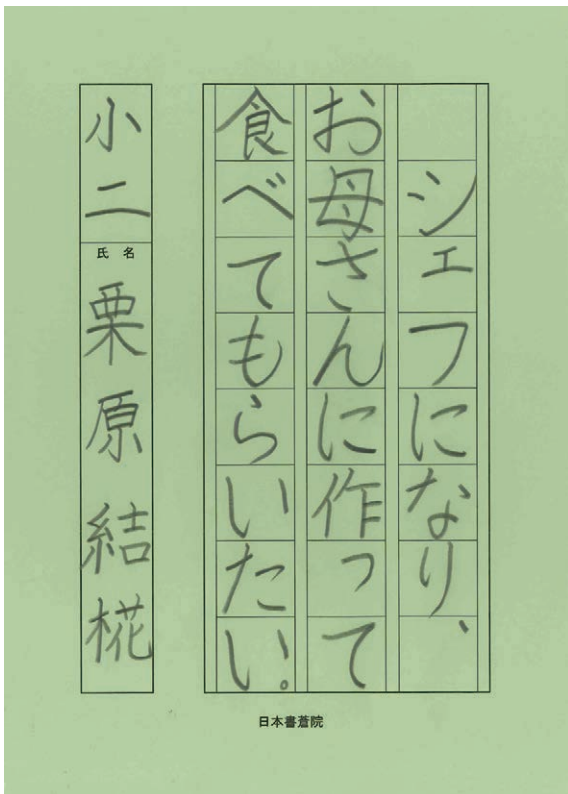 シェフになり、
お母さんに作って
食べてもらいたい。
小二
氏名
栗原結椛
日本書蒼院